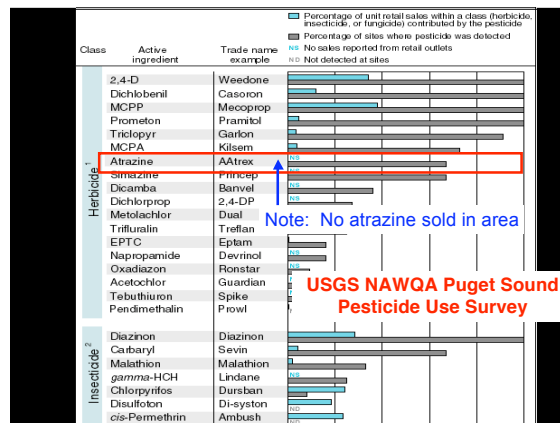 Percentage of unit retail sales within a class (herbicide,
insecticide, or fungicide) contributed by the pesticide
Percentage of sites where pesticide was detected
NS No sales reported from retail outlets
ND Not detected at sites
Class Active ingredient Trade name example
Herbicide 1
2,4-D Weedone
Dichlobenil Casoron
MCPP Mecoprop
Prometon Pramitol
Triclopyr Garlon
MCPA Kilsem
Atrazine AAtrex NS
Simazine Princep NS
Dicamba Banvel
Dichlorprop 2,4-DP
Metolachlor Dual
Trifluralin Treflan
EPTC Eptam
Napropamide Devrinol NS
Oxadiazon Ronstar
Acetochlor Guardian
Tebuthiuron Spike
Pendimethalin Prowl
Note: No atrazine sold in area
USGS NAWQA Puget Sound
Pesticide Use Survey
Insecticide 2
Diazinon Diazinon
Carbaryl Sevin
Malathion Malathion
gamma-HCH Lindane NS
Chlorpyrifos Dursban
Disulfoton Di-syston ND
cis-Permethrin Ambush ND